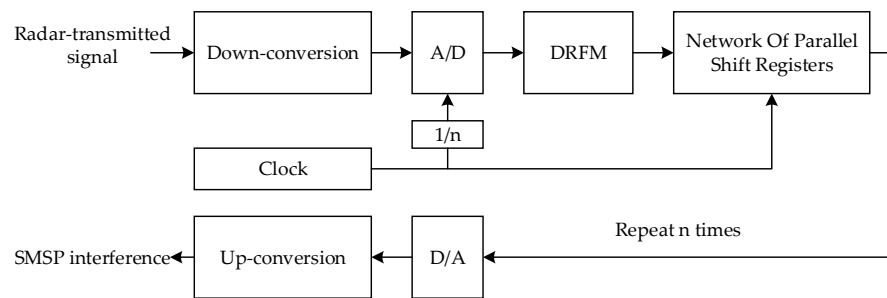 Radar-transmitted
signal
Down-conversion
A/D
DRFM
Network Of Parallel
Shift Registers
1/n
Clock
Repeat n times
SMSP interference
Up-conversion
D/A